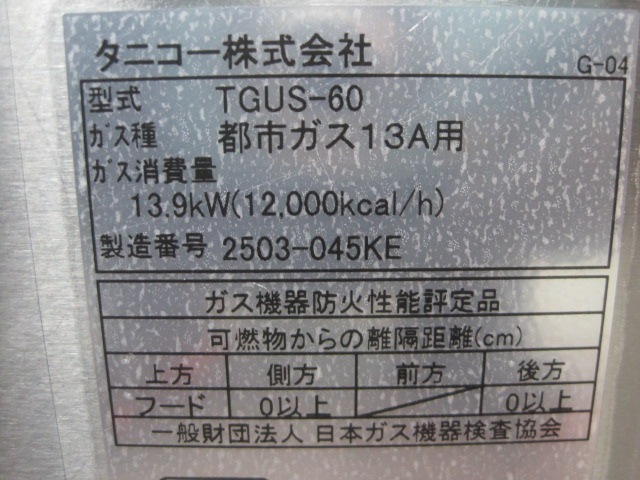 タニコー株式会社
G-04
型式 TGUS-60
ガス種 都市ガス13A用
ガス消費量
13.9kW(12,000kcal/h)
製造番号 2503-045KE
ガス機器防火性能評定品
可燃物からの離隔距離(cm)
上方 側方 前方 後方
フード 0以上 0以上
一般財団法人 日本ガス機器検査協会